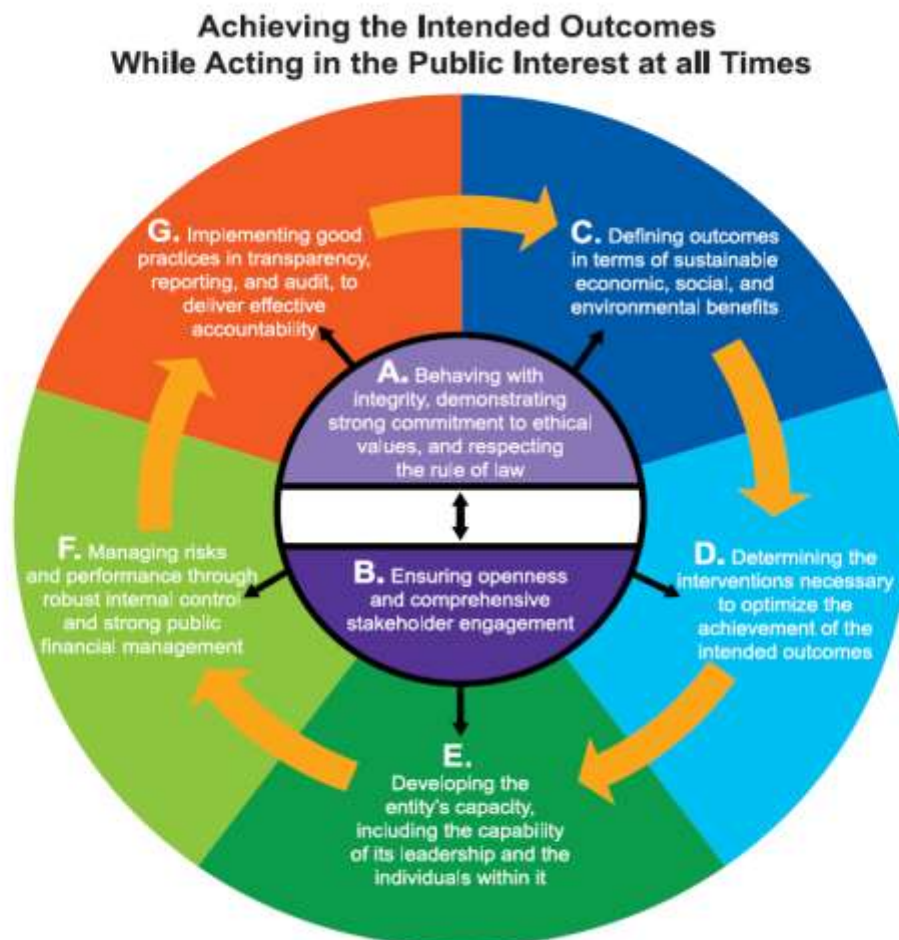 Achieving the Intended Outcomes
While Acting in the Public Interest at all Times
G. Implementing good
practices in transparency,
reporting, and audit, to
deliver effective
accountability
C. Defining outcomes
in terms of sustainable
economic, social, and
environmental benefits
A. Behaving with
integrity, demonstrating
strong commitment to ethical
values, and respecting
the rule of law
B. Ensuring openness
and comprehensive
stakeholder engagement
D. Determining the
interventions necessary
to optimize the
achievement of the
intended outcomes
E.
Developing the
entity's capacity,
including the capability
of its leadership and the
individuals within it
F. Managing risks
and performance through
robust internal control
and strong public
financial management